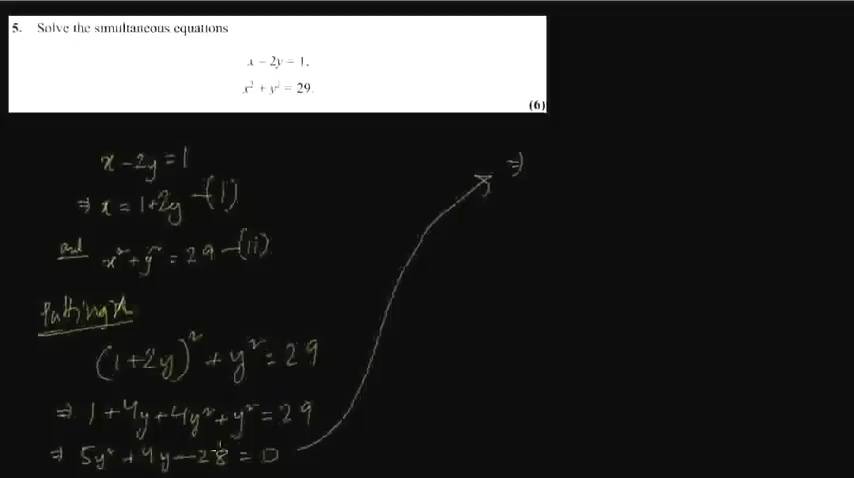 5. Solve the simultaneous equations
x − 2y = 1,
x² + y² = 29.
(6)
x − 2y = 1
⇒ x = 1+2y −(i)
and x² + y² = 29 −(ii)
Putting x
(1+2y)² + y² = 29
⇒ 1 + 4y + 4y² + y² = 29
⇒ 5y² + 4y − 28 = 0
⇒